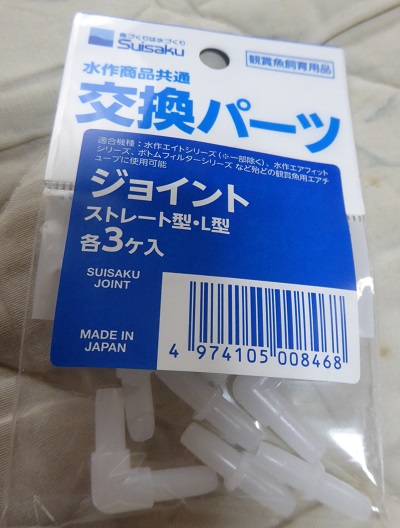 魚づくりは水づくり
Suisaku
観賞魚飼育用品
水作商品共通
交換パーツ
適合機種：水作エイトシリーズ（※一部除く）、水作エアフィット
シリーズ、ボトムフィルターシリーズ など殆どの観賞魚用エアチ
ューブに使用可能
ジョイント
ストレート型・L型
各3ケ入
SUISAKU
JOINT
MADE IN
JAPAN
4 974105 008468